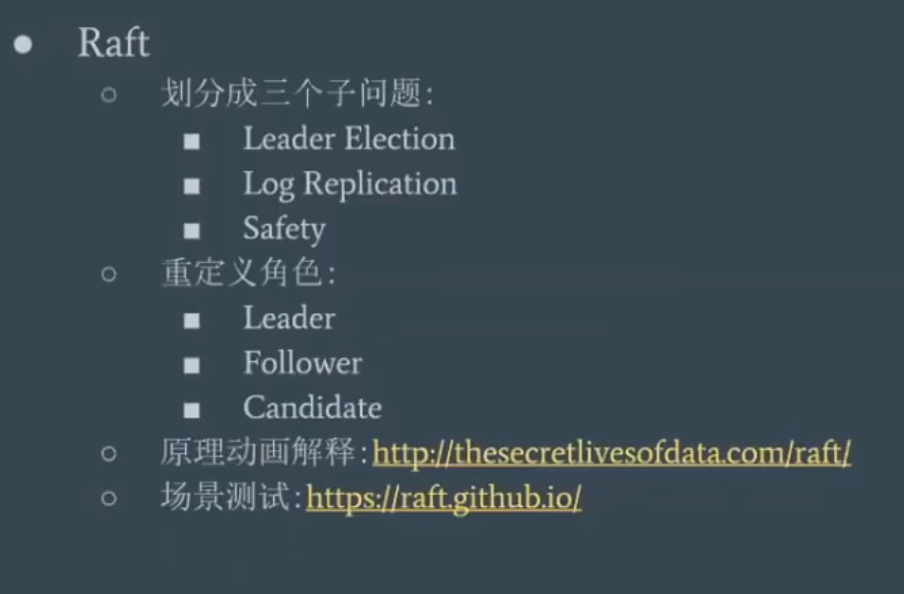 Raft
划分成三个子问题:
Leader Election
Log Replication
Safety
重定义角色:
Leader
Follower
Candidate
原理动画解释:http://thesecretlivesofdata.com/raft/
场景测试:https://raft.github.io/